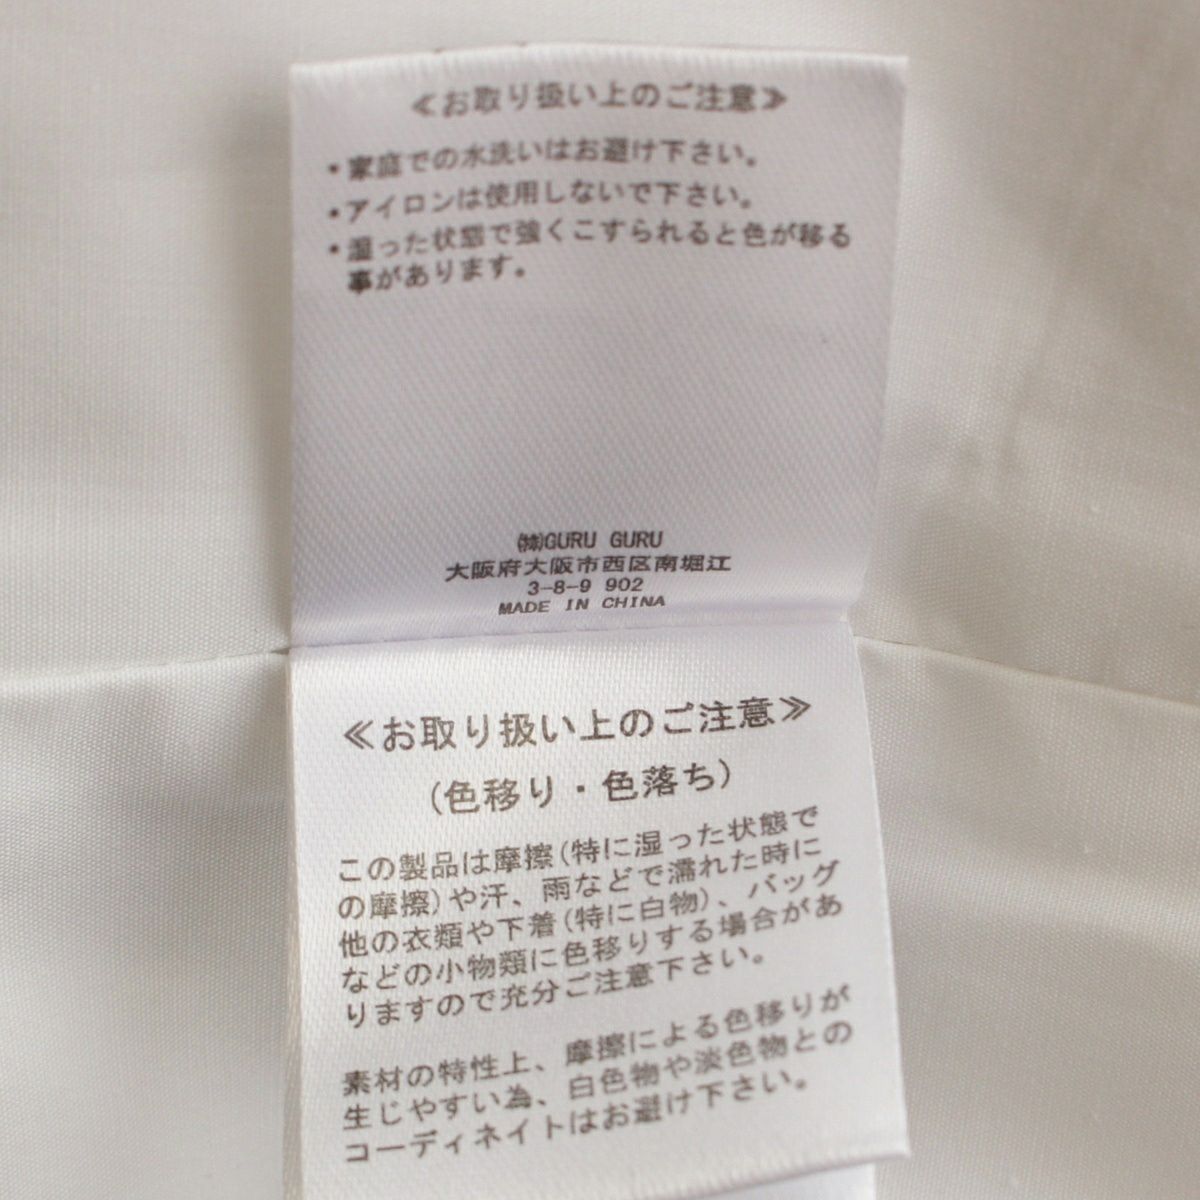 ≪お取り扱い上のご注意≫
・家庭での水洗いはお避け下さい。
・アイロンは使用しないで下さい。
・湿った状態で強くこすられると色が移る
事があります。
㈱GURU GURU
大阪府大阪市西区南堀江
3-8-9 902
MADE IN CHINA
≪お取り扱い上のご注意≫
(色移り・色落ち)
この製品は摩擦(特に湿った状態で
の摩擦)や汗、雨などで濡れた時に
他の衣類や下着(特に白物)、バッグ
などの小物類に色移りする場合があ
りますので充分ご注意下さい。
素材の特性上、摩擦による色移りが
生じやすい為、白色物や淡色物との
コーディネイトはお避け下さい。